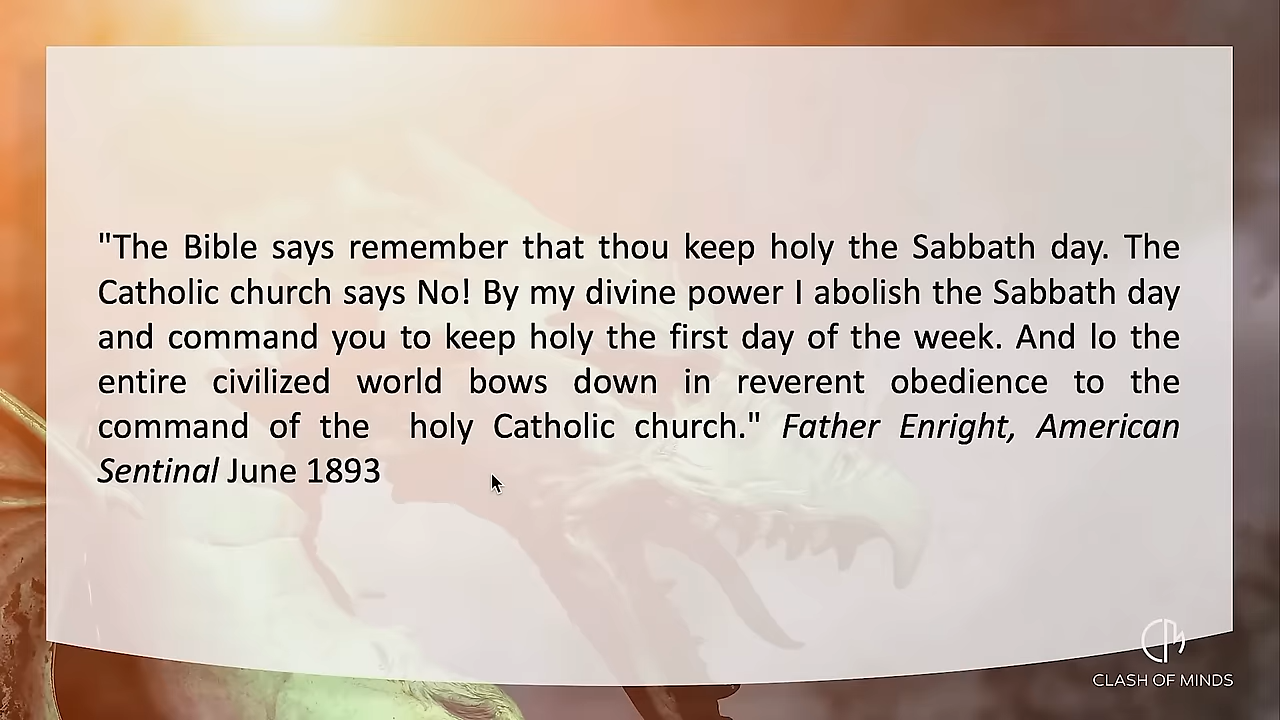 "The Bible says remember that thou keep holy the Sabbath day. The
Catholic church says No! By my divine power I abolish the Sabbath day
and command you to keep holy the first day of the week. And lo the
entire civilized world bows down in reverent obedience to the
command of the  holy Catholic church." Father Enright, American
Sentinal June 1893
CLASH OF MINDS